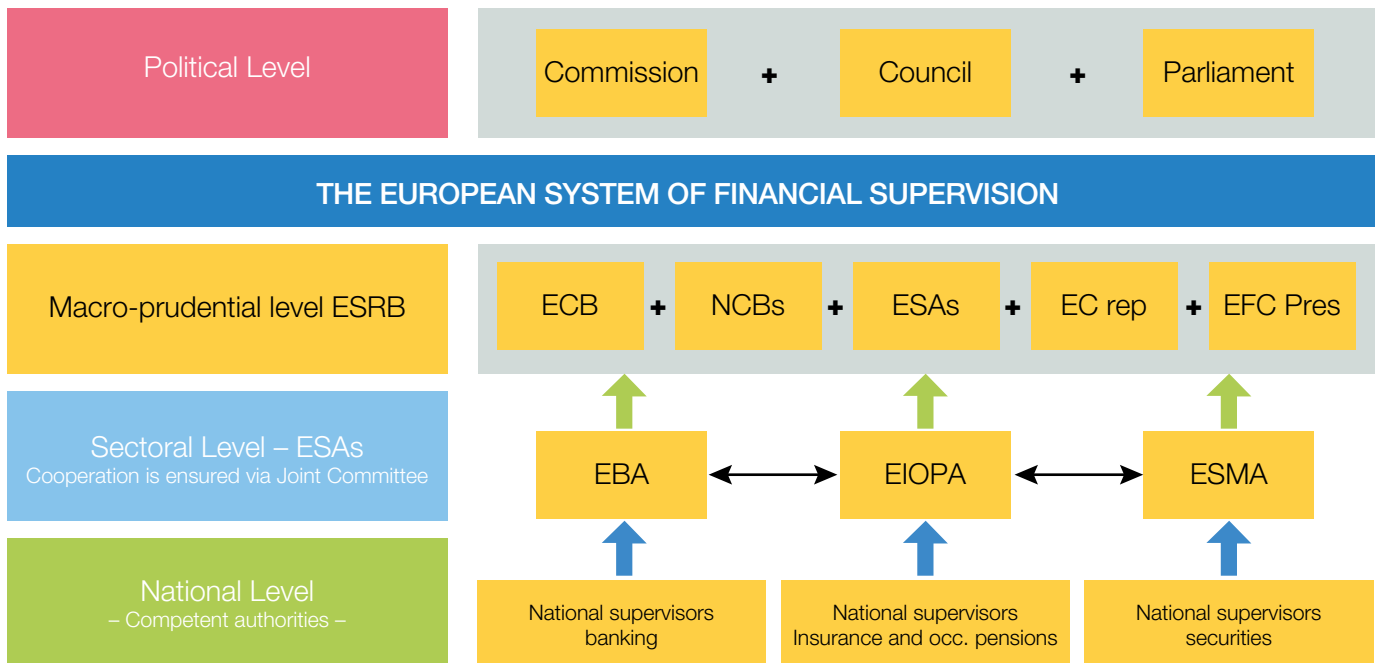 Political Level
Commission + Council + Parliament
THE EUROPEAN SYSTEM OF FINANCIAL SUPERVISION
Macro-prudential level ESRB
ECB + NCBs + ESAs + EC rep + EFC Pres
Sectoral Level – ESAs
Cooperation is ensured via Joint Committee
EBA
EIOPA
ESMA
National Level
– Competent authorities –
National supervisors
banking
National supervisors
Insurance and occ. pensions
National supervisors
securities